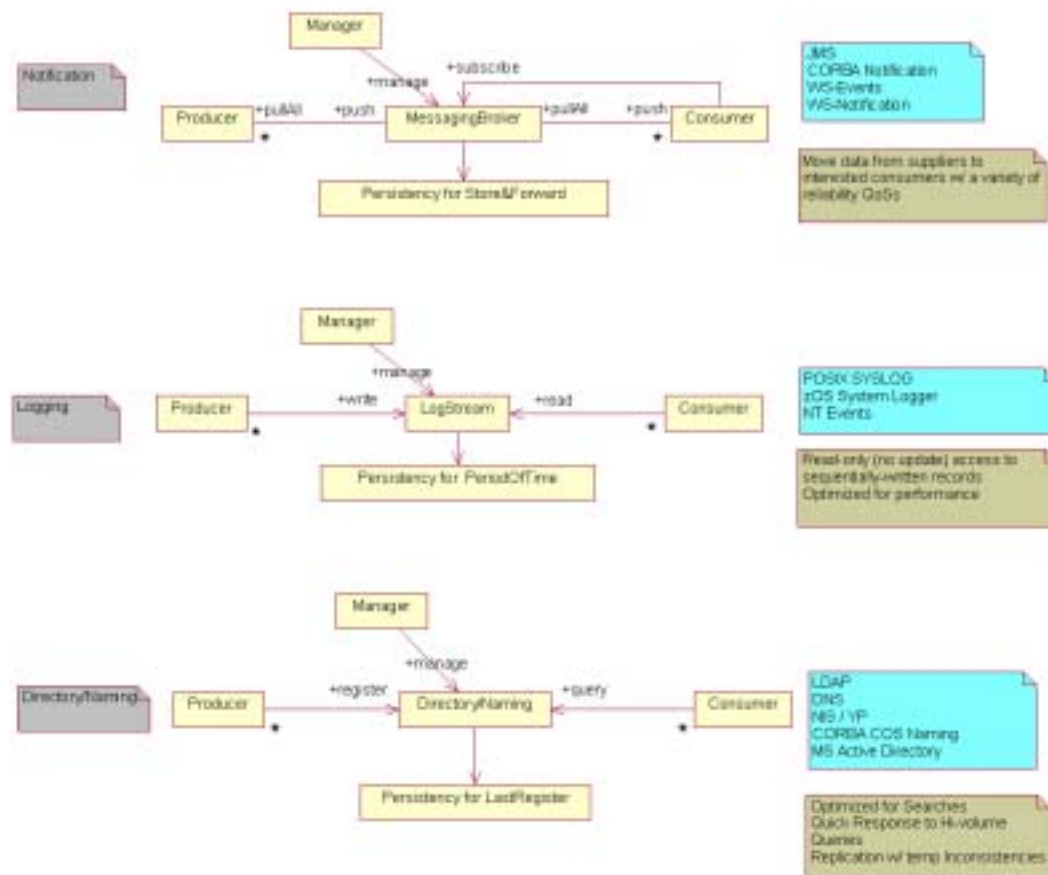 Manager
Notification
+manage
+subscribe
JMS
CORBA Notification
WS-Events
WS-Notification
Producer
+pullAll
+push
MessagingBroker
+pullAll
+push
Consumer
*
*
Persistency for Store&Forward
Move data from suppliers to
interested consumers w/ a variety of
reliability QoSs
Manager
+manage
Logging
Producer
+write
LogStream
+read
Consumer
*
*
POSIX SYSLOG
zOS System Logger
NT Events
Persistency for PeriodOfTime
Read-only (no update) access to
sequentially-written records
Optimized for performance
Manager
+manage
Directory/Naming
Producer
+register
Directory/Naming
+query
Consumer
*
*
LDAP
DNS
NIS / YP
CORBA COS Naming
MS Active Directory
Persistency for LastRegister
Optimized for Searches
Quick Response to Hi-volume
Queries
Replication w/ temp Inconsistencies